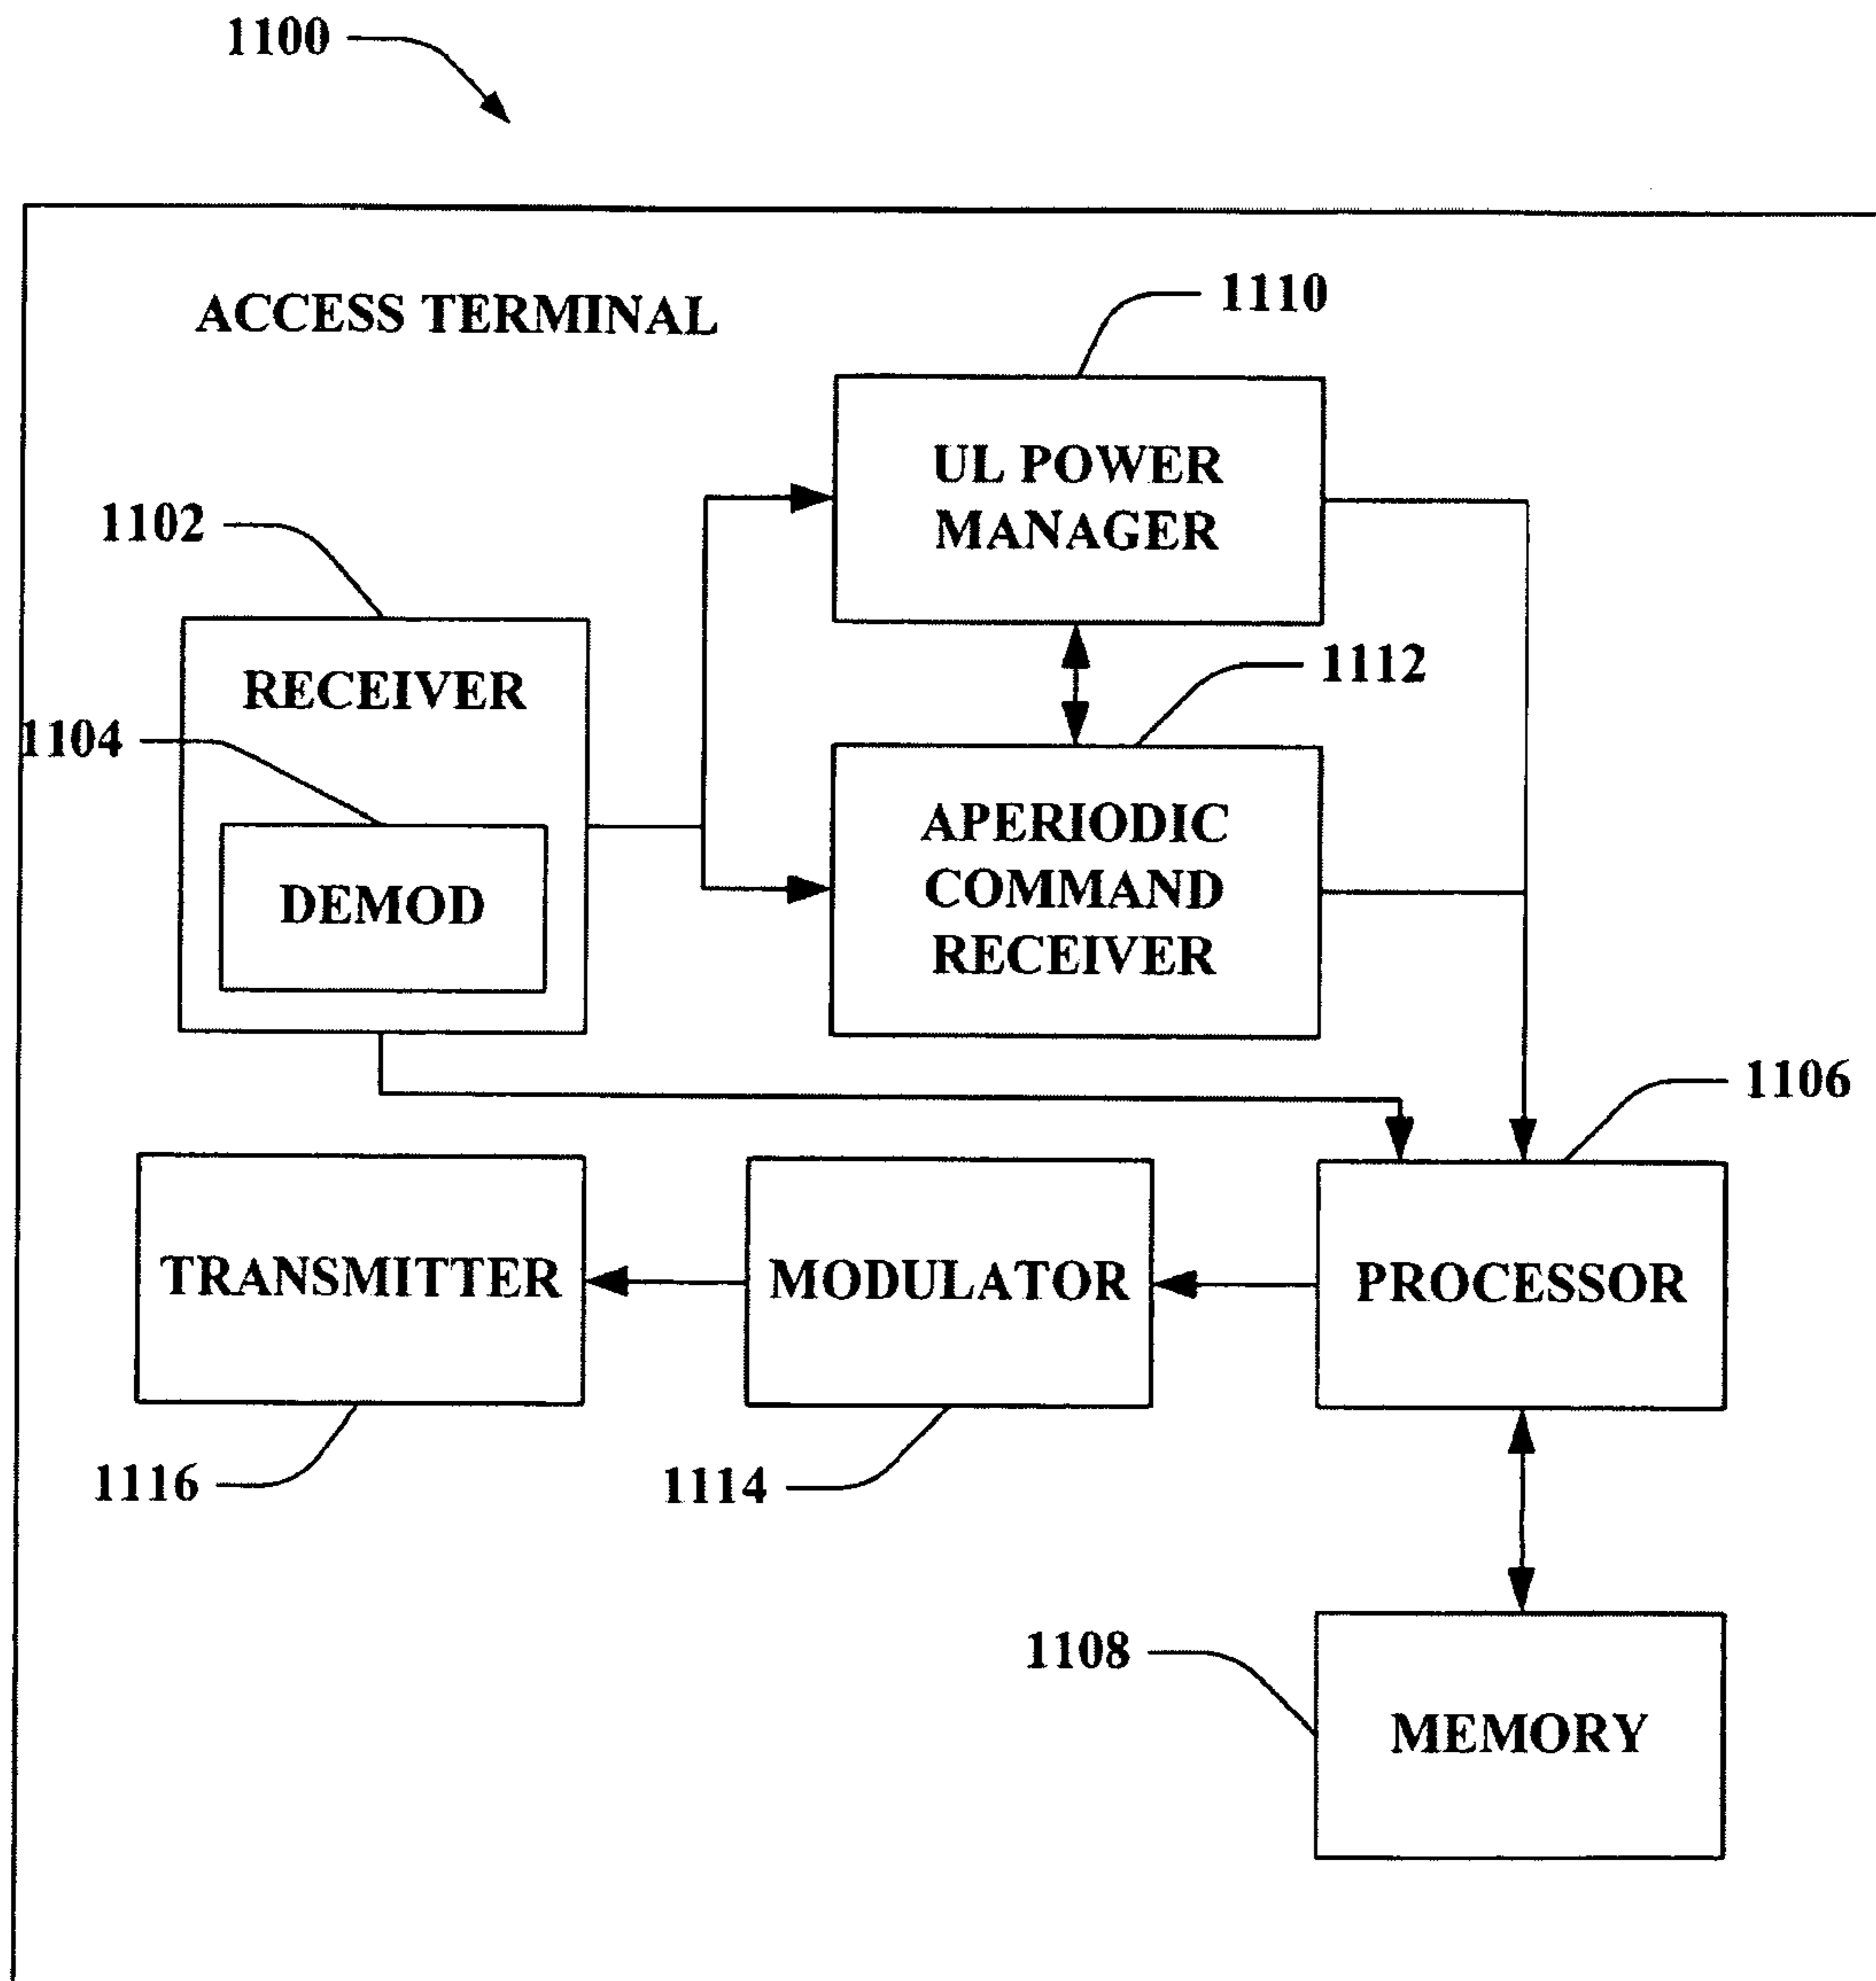 1100
ACCESS TERMINAL
1110
UL POWER
MANAGER
1102
1112
RECEIVER
1104
DEMOD
APERIODIC
COMMAND
RECEIVER
1106
TRANSMITTER
MODULATOR
PROCESSOR
1116
1114
1108
MEMORY